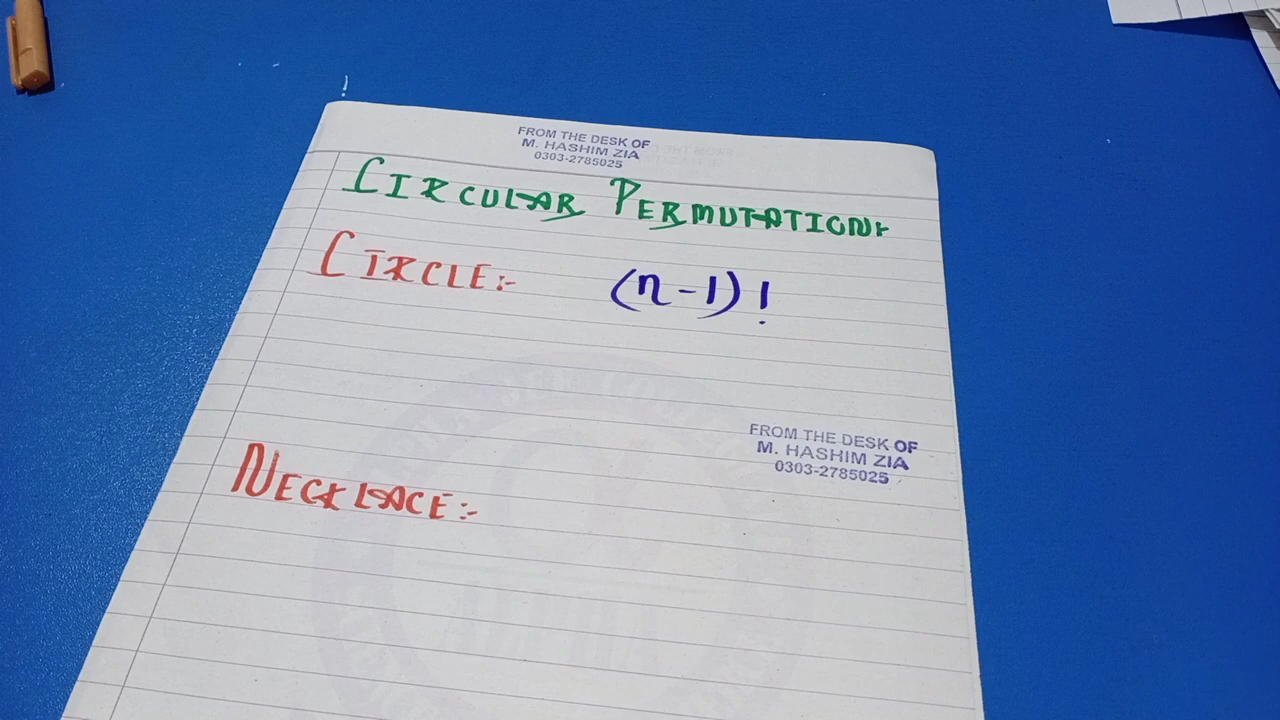 FROM THE DESK OF
M. HASHIM ZIA
0303-2785025
CIRCULAR PERMUTATION:
CIRCLE:- (n-1)!
FROM THE DESK OF
M. HASHIM ZIA
0303-2785025
NECKLACE:-